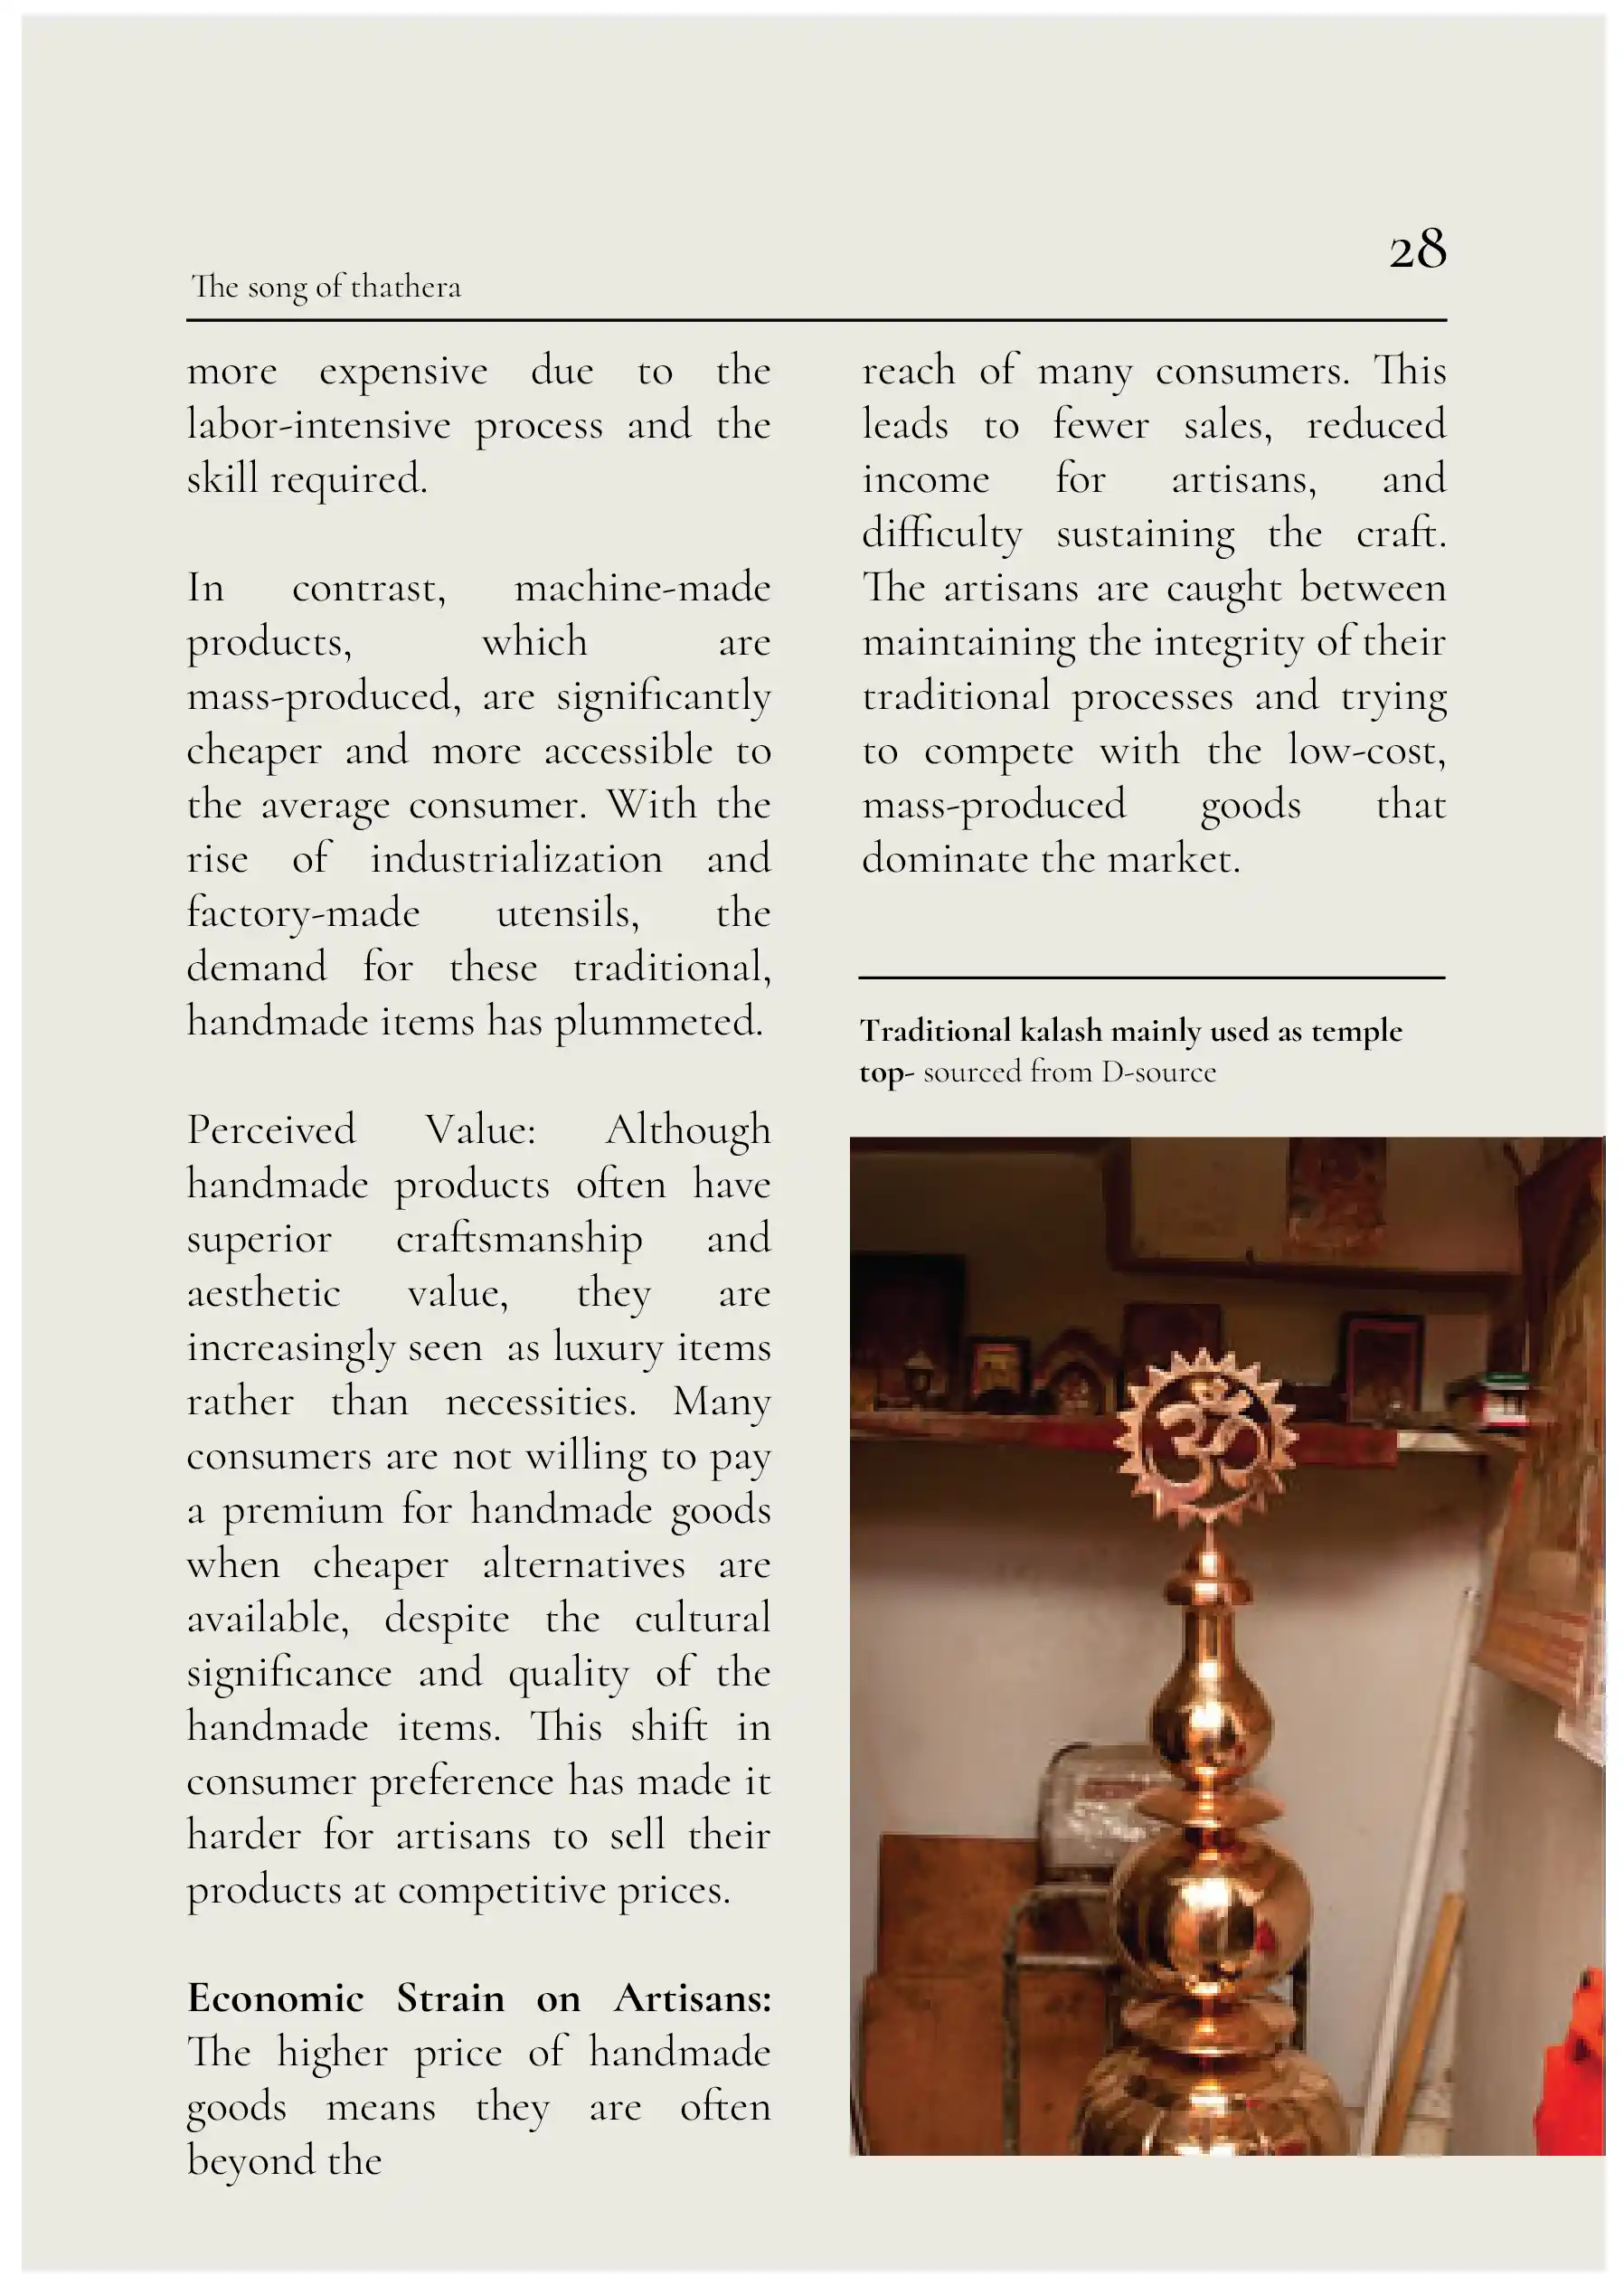 28
The song of thathera
more expensive due to the
labor-intensive process and the
skill required.
In contrast, machine-made
products, which are
mass-produced, are significantly
cheaper and more accessible to
the average consumer. With the
rise of industrialization and
factory-made utensils, the
demand for these traditional,
handmade items has plummeted.
Perceived Value: Although
handmade products often have
superior craftsmanship and
aesthetic value, they are
increasingly seen as luxury items
rather than necessities. Many
consumers are not willing to pay
a premium for handmade goods
when cheaper alternatives are
available, despite the cultural
significance and quality of the
handmade items. This shift in
consumer preference has made it
harder for artisans to sell their
products at competitive prices.
Economic Strain on Artisans:
The higher price of handmade
goods means they are often
beyond the
reach of many consumers. This
leads to fewer sales, reduced
income for artisans, and
difficulty sustaining the craft.
The artisans are caught between
maintaining the integrity of their
traditional processes and trying
to compete with the low-cost,
mass-produced goods that
dominate the market.
Traditional kalash mainly used as temple
top- sourced from D-source
ॐ